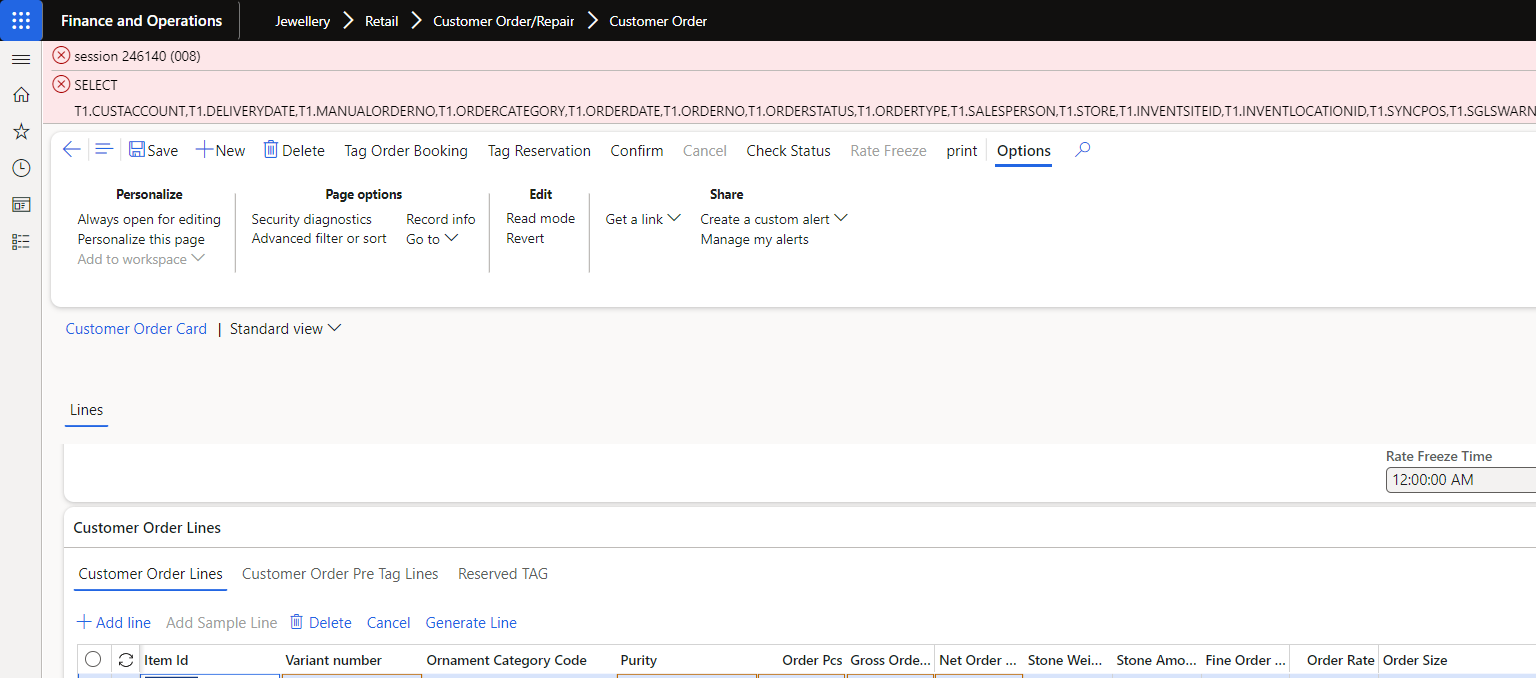 Finance and Operations Jewellery Retail Customer Order/Repair Customer Order
session 246140 (008)
SELECT
T1.CUSTACCOUNT,T1.DELIVERYDATE,T1.MANUALORDERNO,T1.ORDERCATEGORY,T1.ORDERDATE,T1.ORDERNO,T1.ORDERSTATUS,T1.ORDERTYPE,T1.SALESPERSON,T1.STORE,T1.INVENTSITEID,T1.INVENTLOCATIONID,T1.SYNCPOS,T1.SGLSWARN
Save New Delete Tag Order Booking Tag Reservation Confirm Cancel Check Status Rate Freeze print Options
Personalize Page options Edit Share
Always open for editing Security diagnostics Record info Read mode Get a link Create a custom alert
Personalize this page Advanced filter or sort Go to Revert Manage my alerts
Add to workspace
Customer Order Card | Standard view
Lines
Rate Freeze Time
12:00:00 AM
Customer Order Lines
Customer Order Lines Customer Order Pre Tag Lines Reserved TAG
Add line Add Sample Line Delete Cancel Generate Line
Item Id Variant number Ornament Category Code Purity Order Pcs Gross Orde... Net Order ... Stone Wei... Stone Amo... Fine Order ... Order Rate Order Size